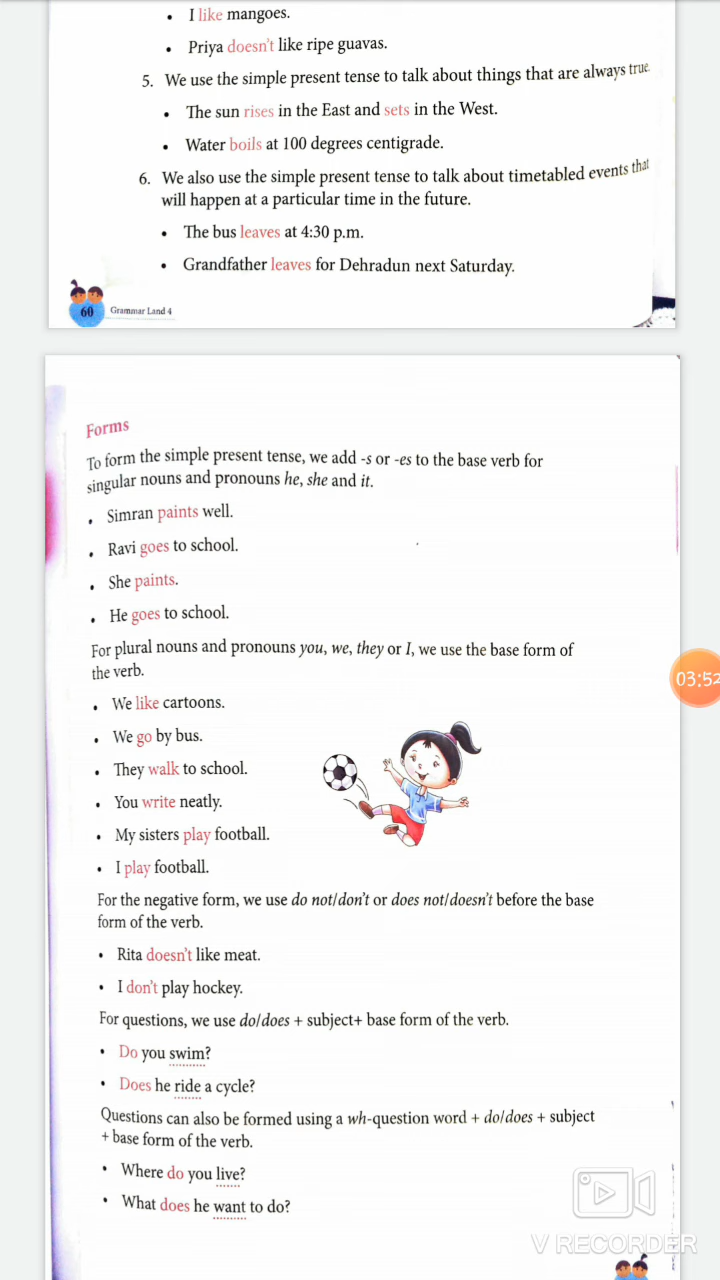 • I like mangoes.
• Priya doesn't like ripe guavas.
5. We use the simple present tense to talk about things that are always true.
• The sun rises in the East and sets in the West.
• Water boils at 100 degrees centigrade.
6. We also use the simple present tense to talk about timetabled events that
will happen at a particular time in the future.
• The bus leaves at 4:30 p.m.
• Grandfather leaves for Dehradun next Saturday.
60 Grammar Land 4
Forms
To form the simple present tense, we add -s or -es to the base verb for
singular nouns and pronouns he, she and it.
• Simran paints well.
• Ravi goes to school.
• She paints.
• He goes to school.
For plural nouns and pronouns you, we, they or I, we use the base form of
the verb.
03:52
• We like cartoons.
• We go by bus.
• They walk to school.
• You write neatly.
• My sisters play football.
• I play football.
For the negative form, we use do not/don't or does not/doesn't before the base
form of the verb.
• Rita doesn't like meat.
• I don't play hockey.
For questions, we use do/does + subject+ base form of the verb.
• Do you swim?
• Does he ride a cycle?
Questions can also be formed using a wh-question word + do/does + subject
+ base form of the verb.
• Where do you live?
• What does he want to do?
V RECORDER